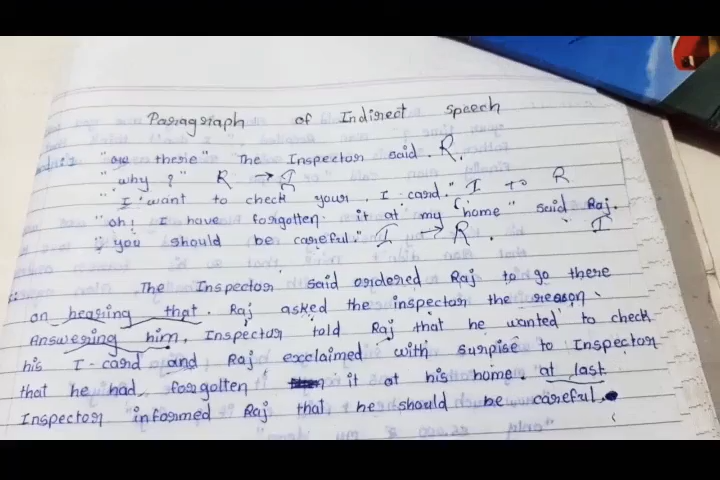 Paragraph of Indirect speech
there" The Inspector said. R.
"why ?" R → I
"I want to check your I-card." I to R
"oh! I have forgotten it at my home" said Raj.
"you should be careful." I → R. I
The Inspector said ordered Raj to go there
on hearing that. Raj asked the inspector the reason.
Answering him, Inspector told Raj that he wanted to check
his I-card and Raj exclaimed with surpise to Inspector
that he had forgotten it at his home. at last
Inspector informed Raj that he should be careful.